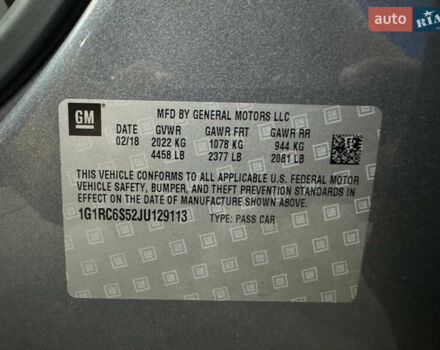 auto RIA
GM
MFD BY GENERAL MOTORS LLC
DATE GVWR GAWR FRT GAWR RR
02/18 2022 KG 1078 KG 944 KG
4458 LB 2377 LB 2081 LB
THIS VEHICLE CONFORMS TO ALL APPLICABLE U.S. FEDERAL MOTOR
VEHICLE SAFETY, BUMPER, AND THEFT PREVENTION STANDARDS IN
EFFECT ON THE DATE OF MANUFACTURE SHOWN ABOVE.
1G1RC6S52JU129113 TYPE: PASS CAR